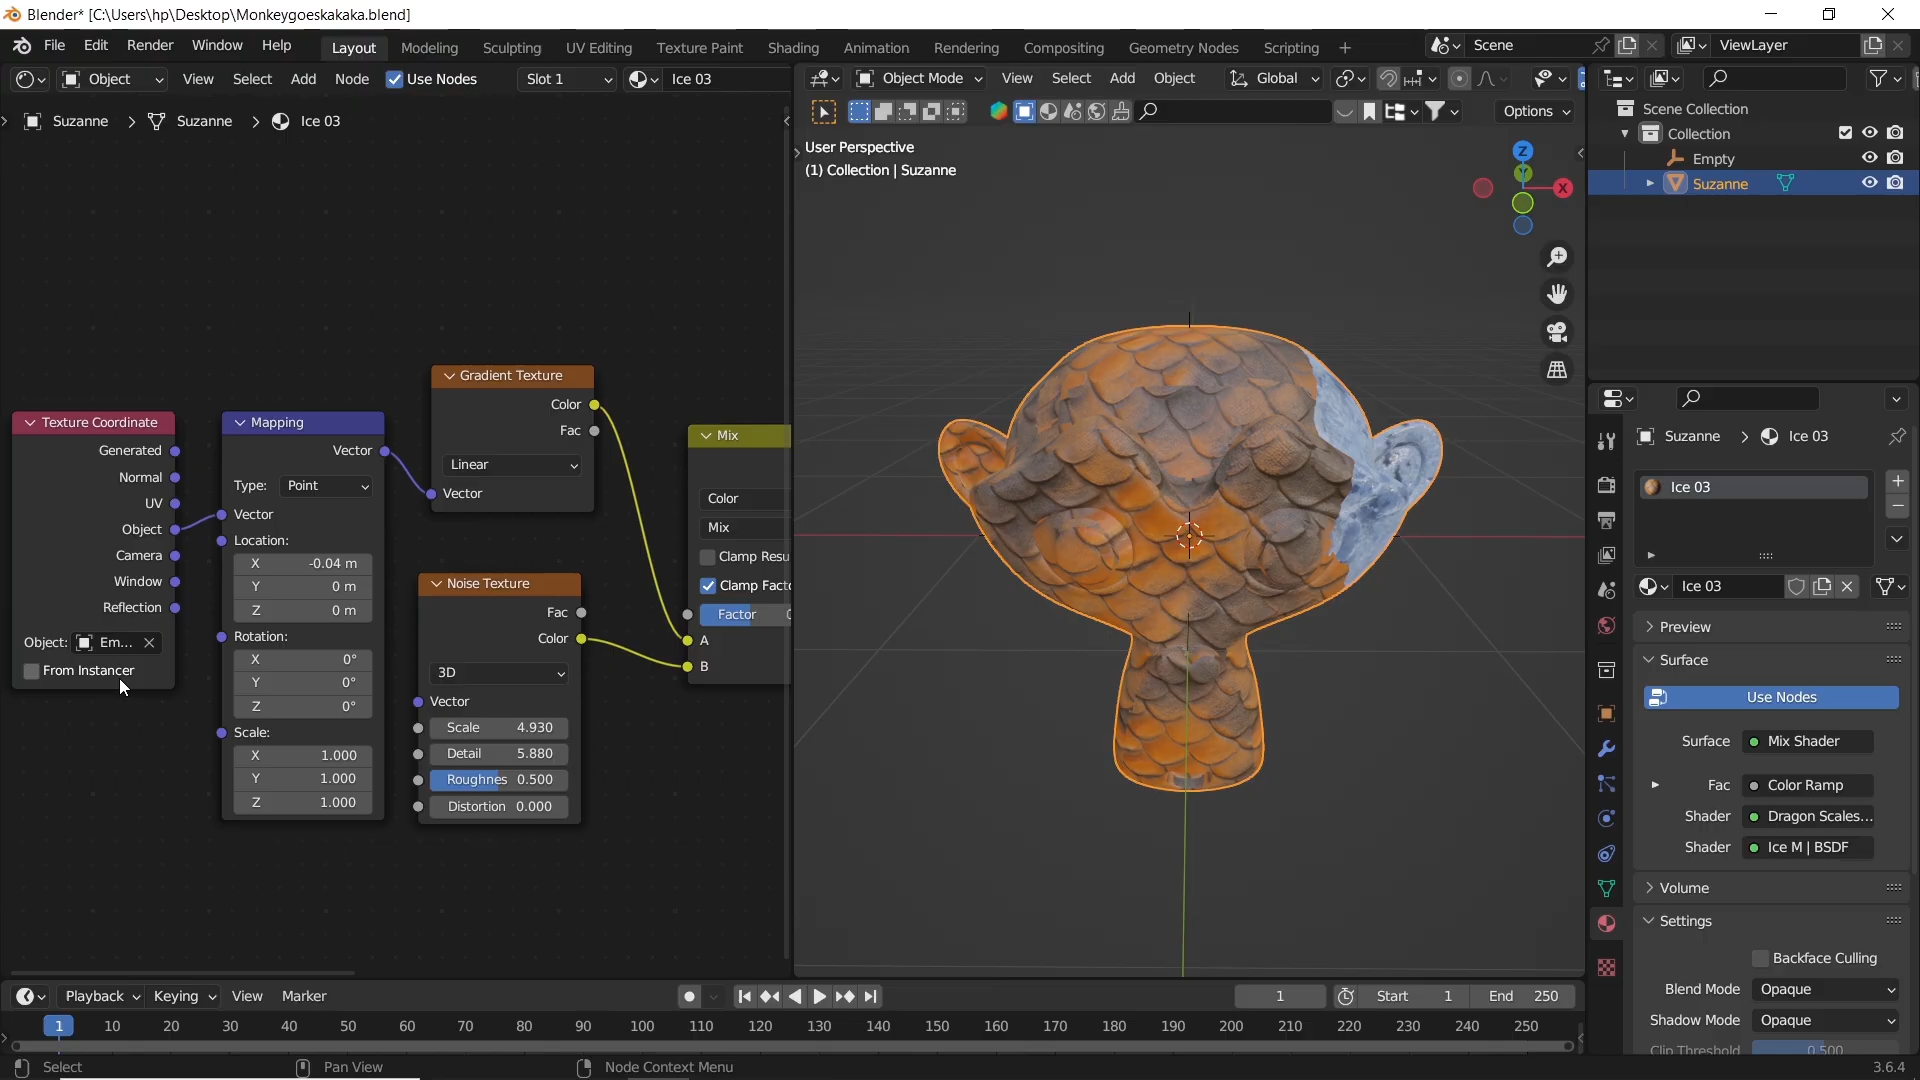 Blender* [C:\Users\hp\Desktop\Monkeygoeskakaka.blend]
File Edit Render Window Help Layout Modeling Sculpting UV Editing Texture Paint Shading Animation Rendering Compositing Geometry Nodes Scripting Scene ViewLayer
Object View Select Add Node Use Nodes Slot 1 Ice 03
Object Mode View Select Add Object Global
Options
Suzanne Suzanne Ice 03
User Perspective
(1) Collection | Suzanne
Z
Y
X
Scene Collection
Collection
Empty
Suzanne
Texture Coordinate
Generated
Normal
UV
Object
Camera
Window
Reflection
Object: Em...
From Instancer
Mapping
Vector
Type: Point
Vector
Location:
X -0.04 m
Y 0 m
Z 0 m
Rotation:
X 0°
Y 0°
Z 0°
Scale:
X 1.000
Y 1.000
Z 1.000
Gradient Texture
Color
Fac
Linear
Vector
Noise Texture
Fac
Color
3D
Vector
Scale 4.930
Detail 5.880
Roughnes 0.500
Distortion 0.000
Mix
Color
Mix
Clamp Resu
Clamp Facto
Factor
A
B
Suzanne Ice 03
Ice 03
Ice 03
Preview
Surface
Use Nodes
Surface Mix Shader
Fac Color Ramp
Shader Dragon Scales...
Shader Ice M | BSDF
Volume
Settings
Backface Culling
Blend Mode Opaque
Shadow Mode Opaque
Clip Threshold 0.500
Playback Keying View Marker 1 Start 1 End 250
1 10 20 30 40 50 60 70 80 90 100 110 120 130 140 150 160 170 180 190 200 210 220 230 240 250
Select Pan View Node Context Menu 3.6.4